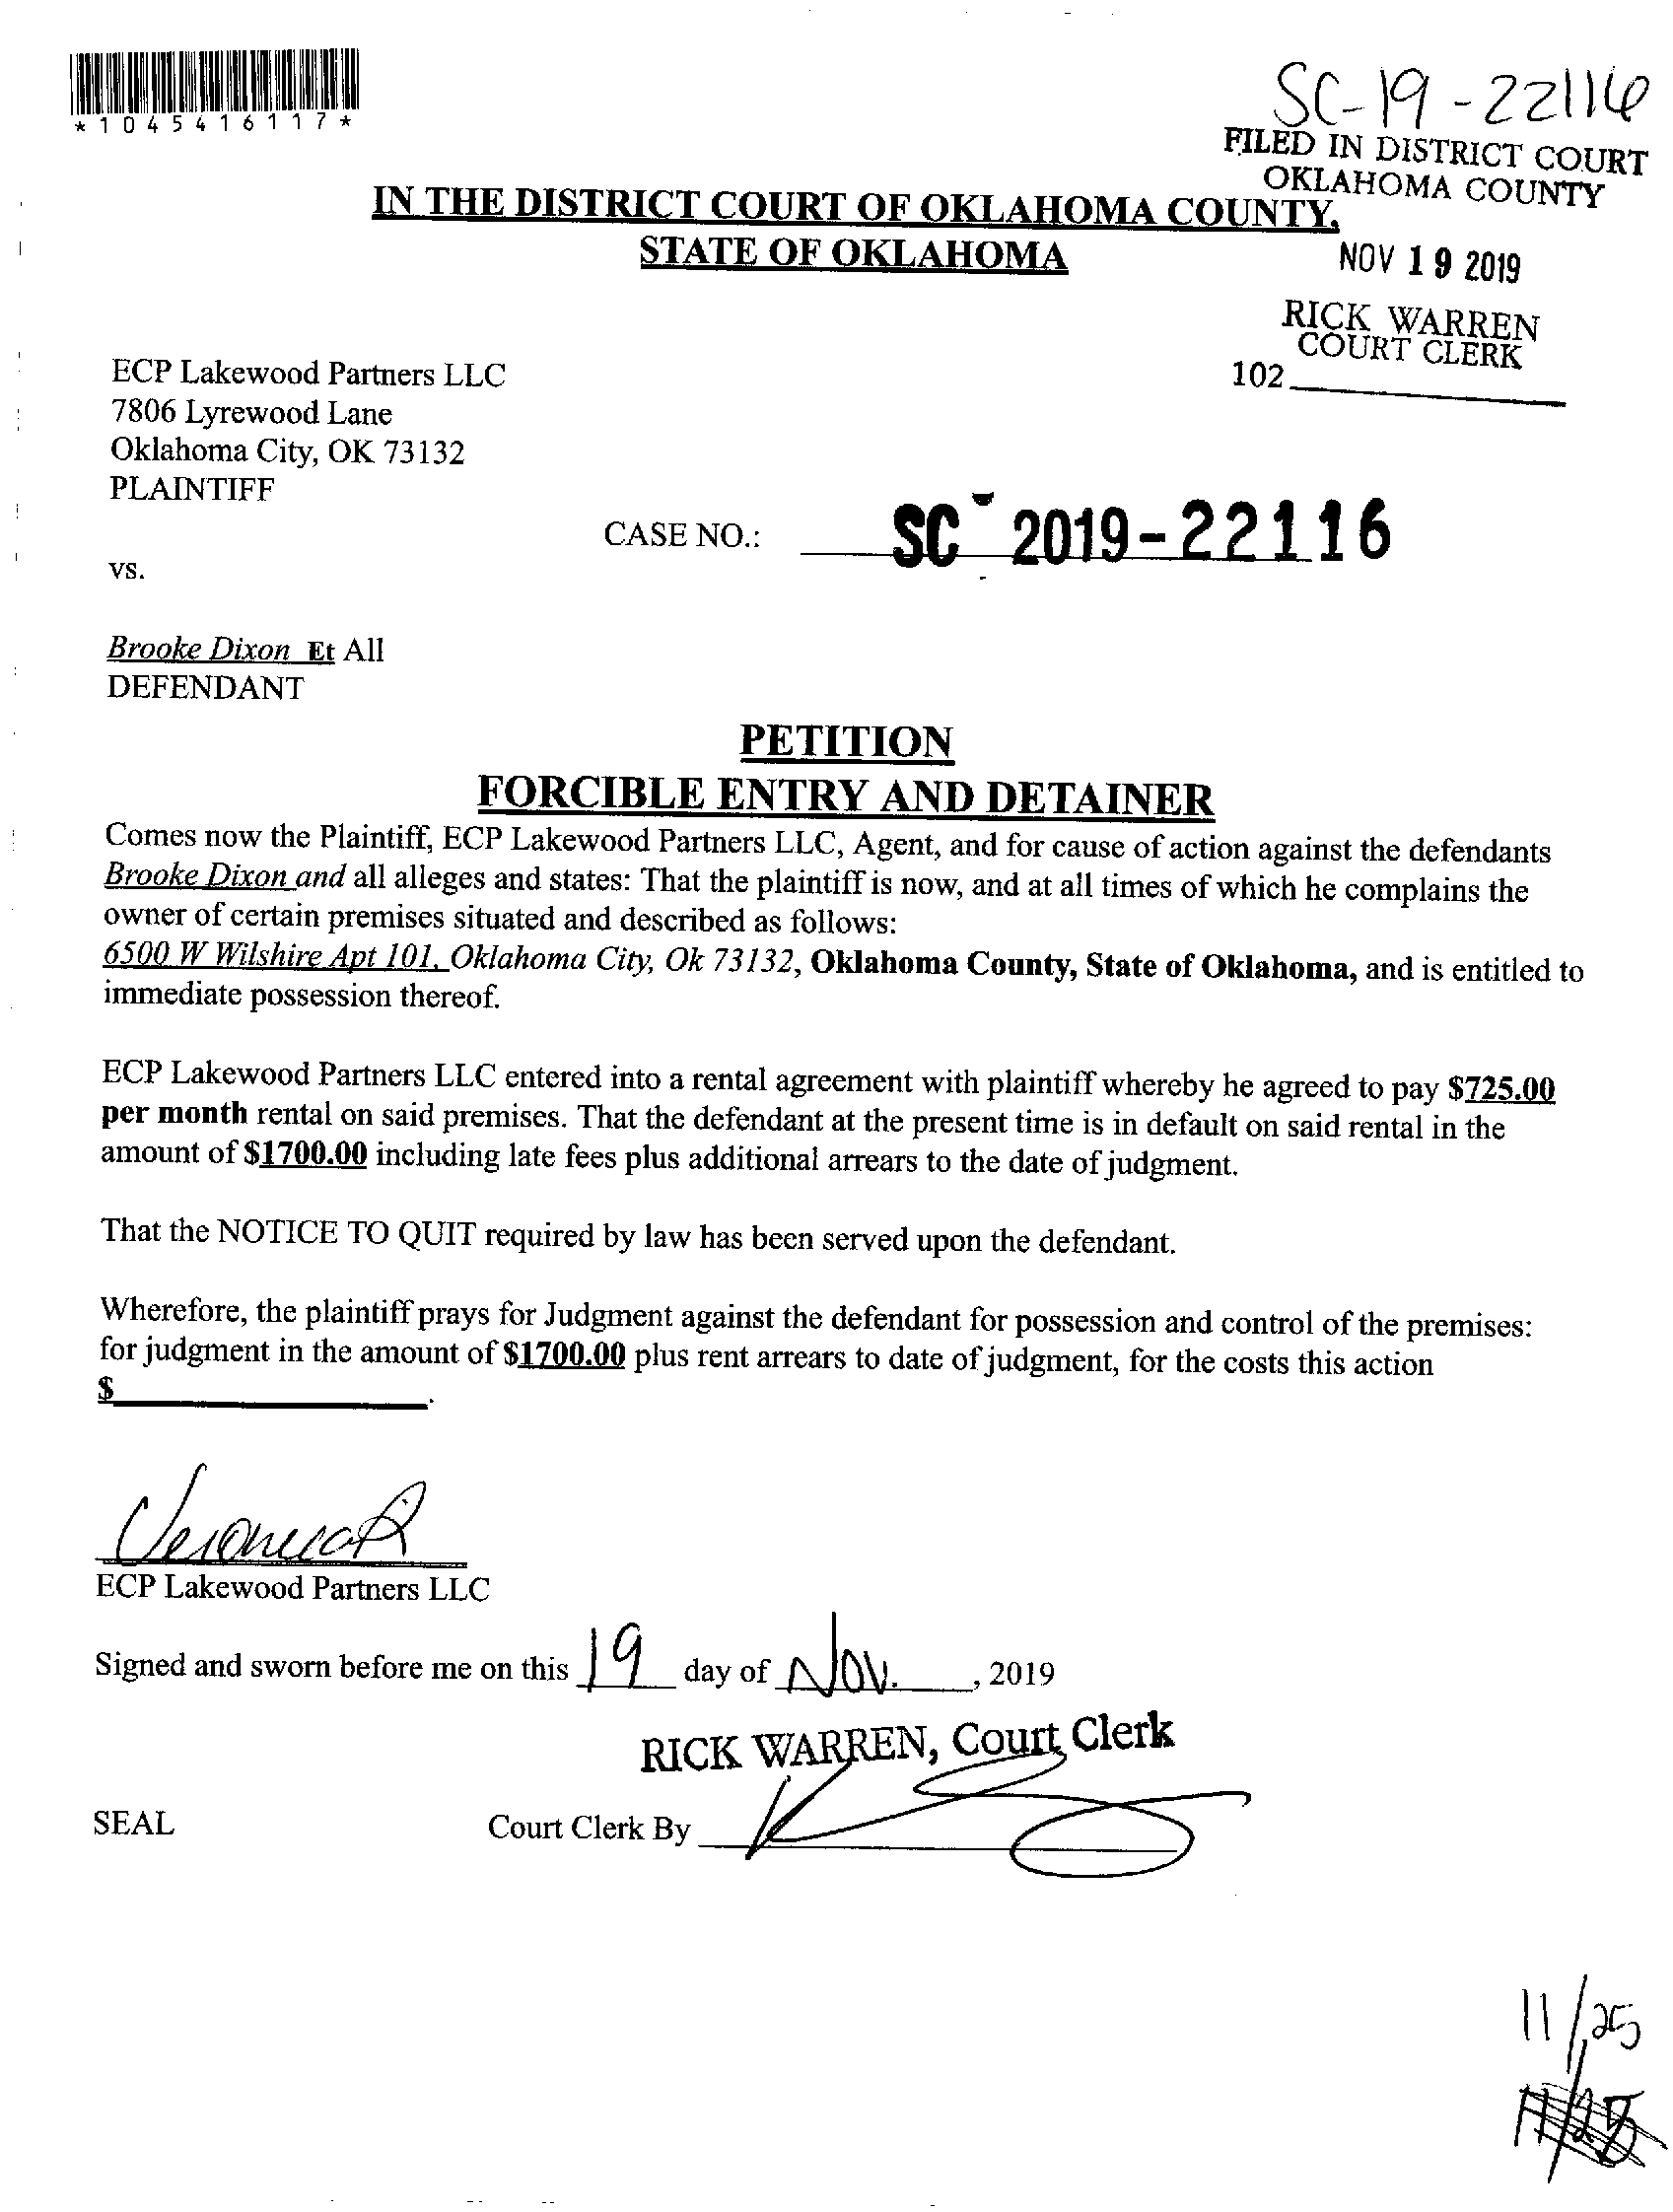 *1045416117*
SC-19-22116
FILED IN DISTRICT COURT
OKLAHOMA COUNTY
IN THE DISTRICT COURT OF OKLAHOMA COUNTY,
STATE OF OKLAHOMA
NOV 19 2019
RICK WARREN
COURT CLERK
102
ECP Lakewood Partners LLC
7806 Lyrewood Lane
Oklahoma City, OK 73132
PLAINTIFF
CASE NO.: SC- 2019-22116
vs.
Brooke Dixon Et All
DEFENDANT
PETITION
FORCIBLE ENTRY AND DETAINER
Comes now the Plaintiff, ECP Lakewood Partners LLC, Agent, and for cause of action against the defendants
Brooke Dixon and all alleges and states: That the plaintiff is now, and at all times of which he complains the
owner of certain premises situated and described as follows:
6500 W Wilshire Apt 101, Oklahoma City, Ok 73132, Oklahoma County, State of Oklahoma, and is entitled to
immediate possession thereof.
ECP Lakewood Partners LLC entered into a rental agreement with plaintiff whereby he agreed to pay $725.00
per month rental on said premises. That the defendant at the present time is in default on said rental in the
amount of $1700.00 including late fees plus additional arrears to the date of judgment.
That the NOTICE TO QUIT required by law has been served upon the defendant.
Wherefore, the plaintiff prays for Judgment against the defendant for possession and control of the premises:
for judgment in the amount of $1700.00 plus rent arrears to date of judgment, for the costs this action
$ .
Veronica R
ECP Lakewood Partners LLC
Signed and sworn before me on this 19 day of Nov. , 2019
RICK WARREN, Court Clerk
SEAL
Court Clerk By
11/25